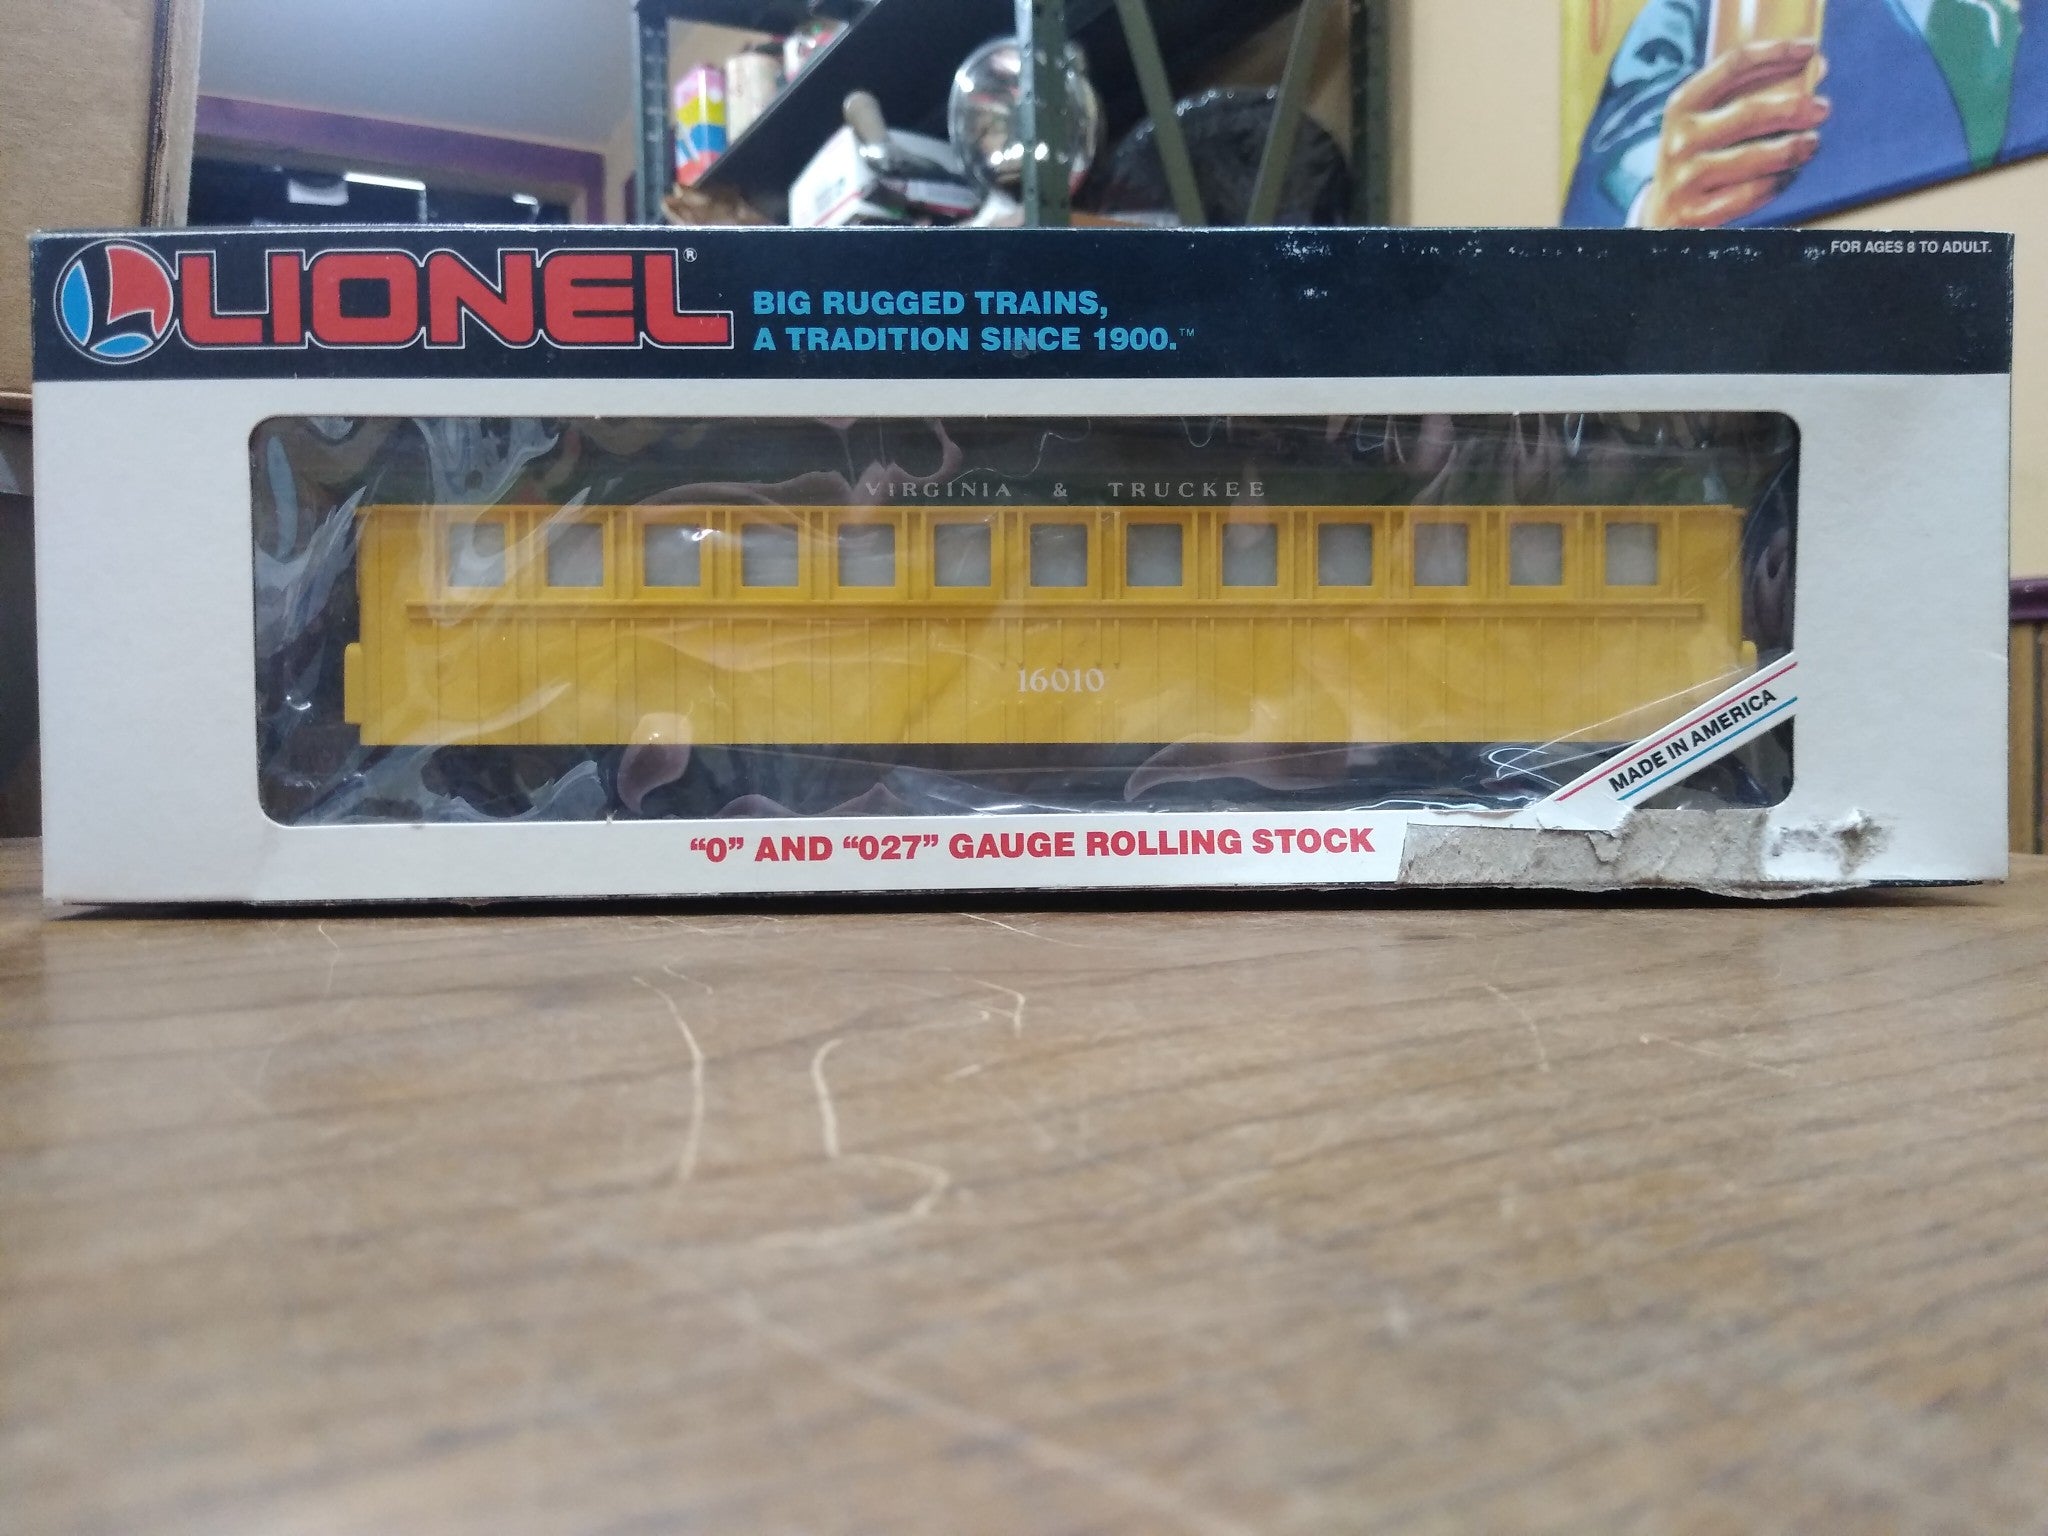 LIONEL®
BIG RUGGED TRAINS,
A TRADITION SINCE 1900.™
FOR AGES 8 TO ADULT.
VIRGINIA & TRUCKEE
16010
MADE IN AMERICA
"O" AND "027" GAUGE ROLLING STOCK